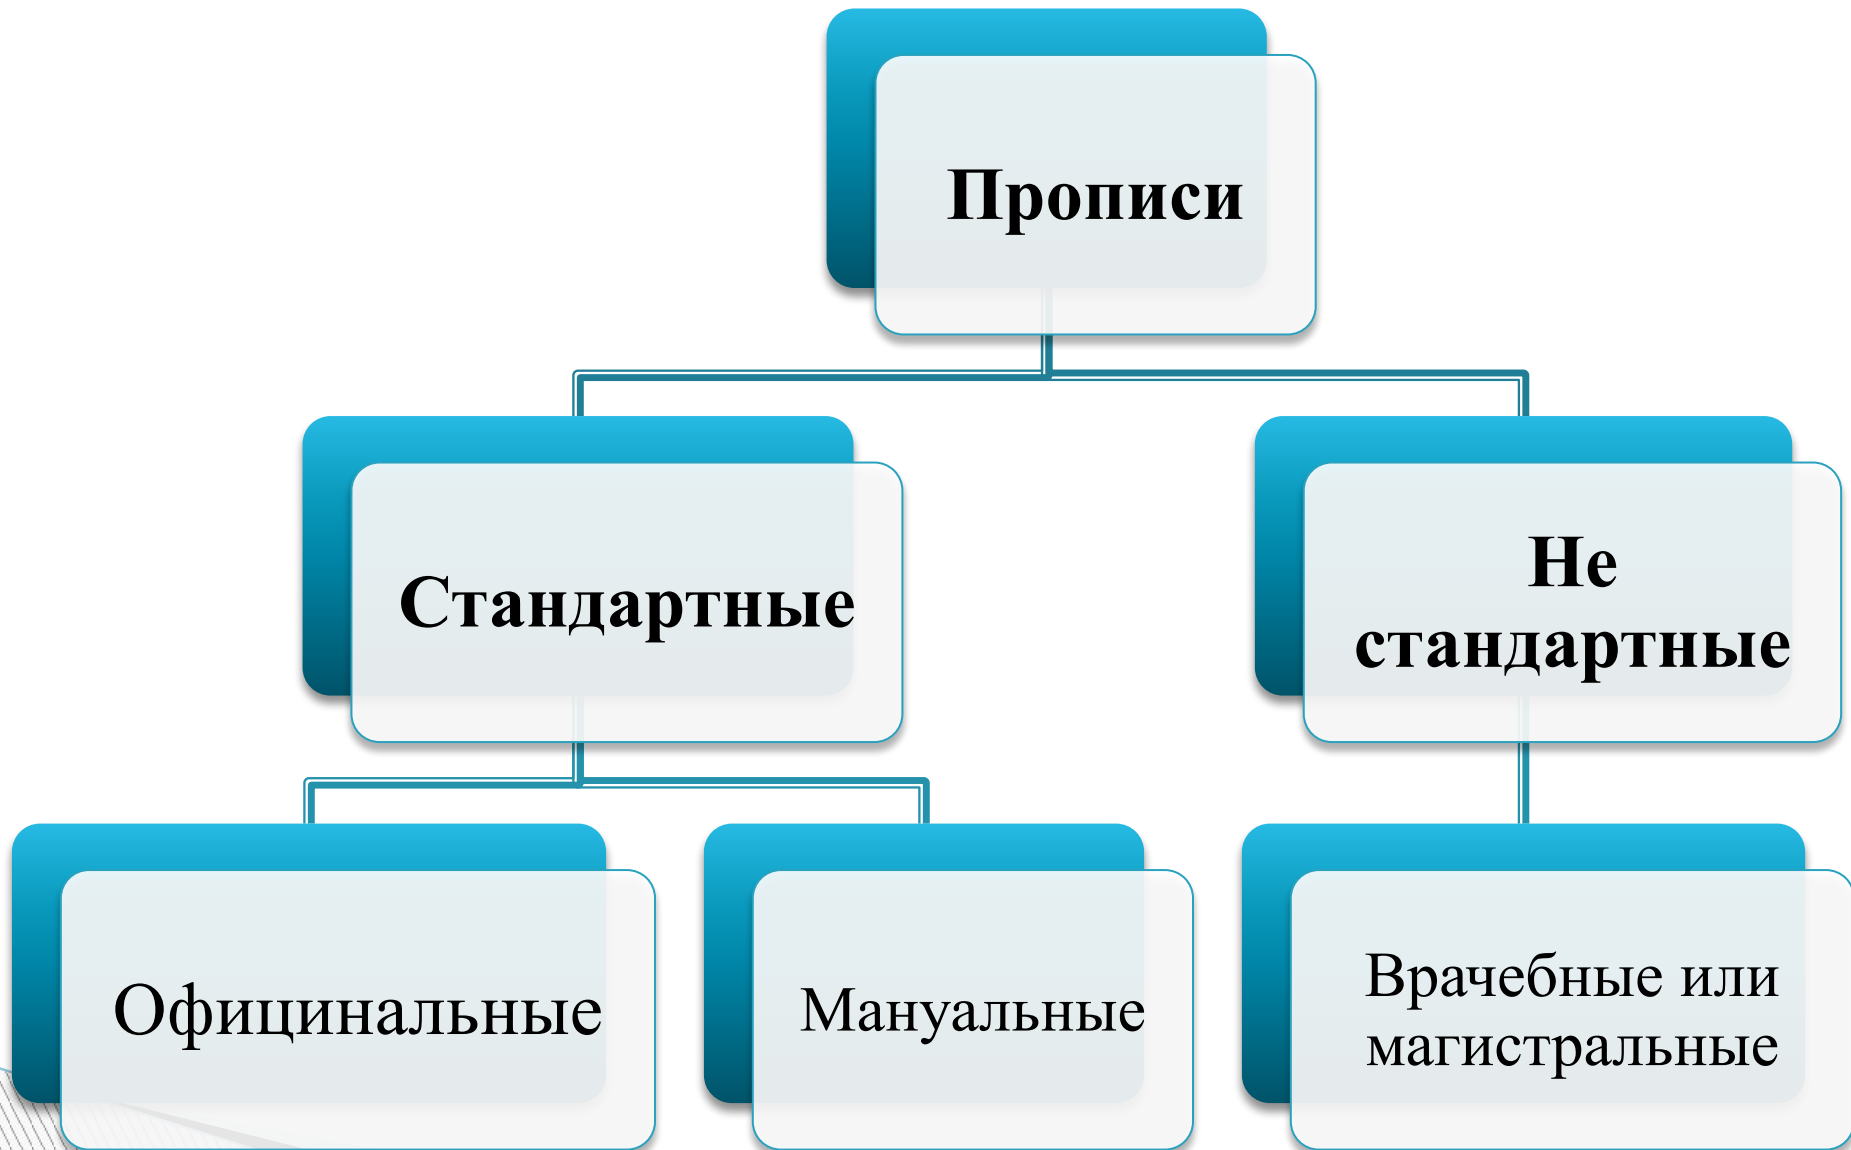 Прописи
Стандартные
Не
стандартные
Официнальные
Мануальные
Врачебные или
магистральные